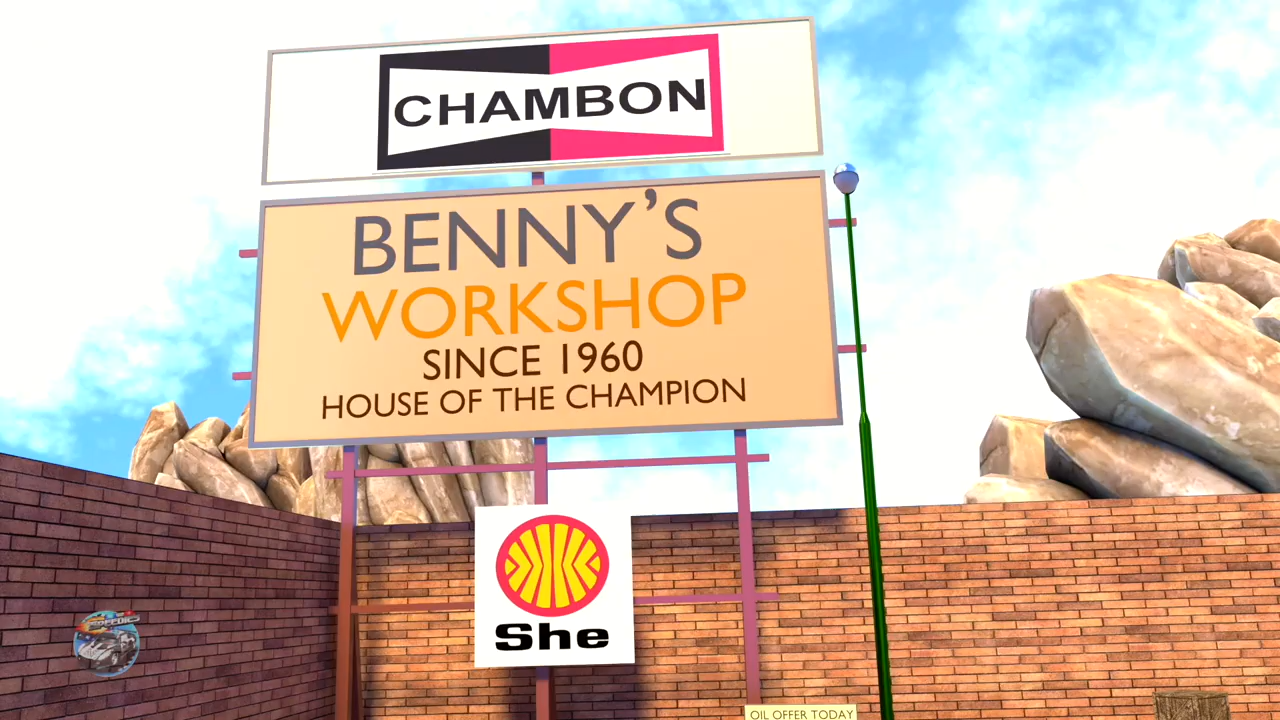 CHAMBON
BENNY'S
WORKSHOP
SINCE 1960
HOUSE OF THE CHAMPION
She
OIL OFFER TODAY